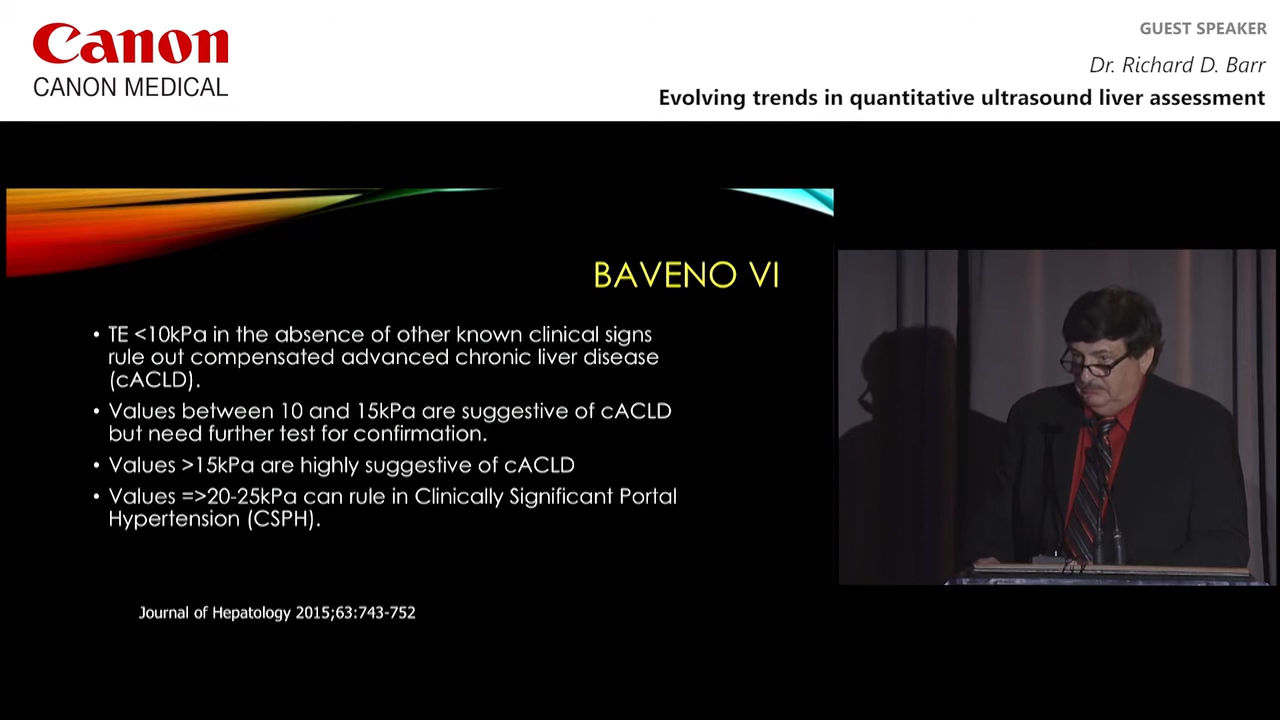 Canon
CANON MEDICAL
GUEST SPEAKER
Dr. Richard D. Barr
Evolving trends in quantitative ultrasound liver assessment
BAVENO VI
• TE <10kPa in the absence of other known clinical signs
rule out compensated advanced chronic liver disease
(cACLD).
• Values between 10 and 15kPa are suggestive of cACLD
but need further test for confirmation.
• Values >15kPa are highly suggestive of cACLD
• Values =>20-25kPa can rule in Clinically Significant Portal
Hypertension (CSPH).
Journal of Hepatology 2015;63:743-752